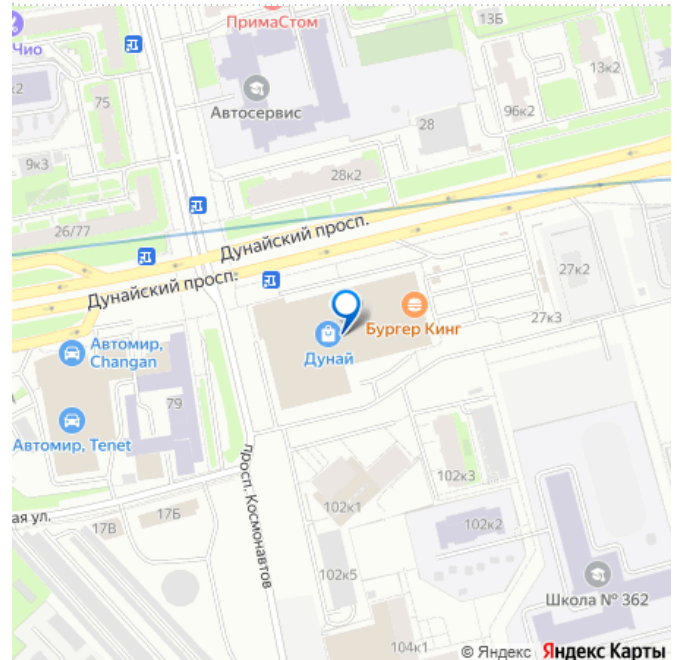 13Б
ПримаСтом
Чио
к2
13к2
75
Автосервис
96к2
28
9к3
28к2
26/77
Дунайский просп.
Дунайский просп.
27к2
Бургер Кинг
27к3
Дунай
Автомир,
Changan
79
Автомир, Tenet
просп. Космонавтов
102к3
ая ул.
17В
17Б
102к1
102к2
102к5
Школа № 362
104к1
© Яндекс Яндекс Карты